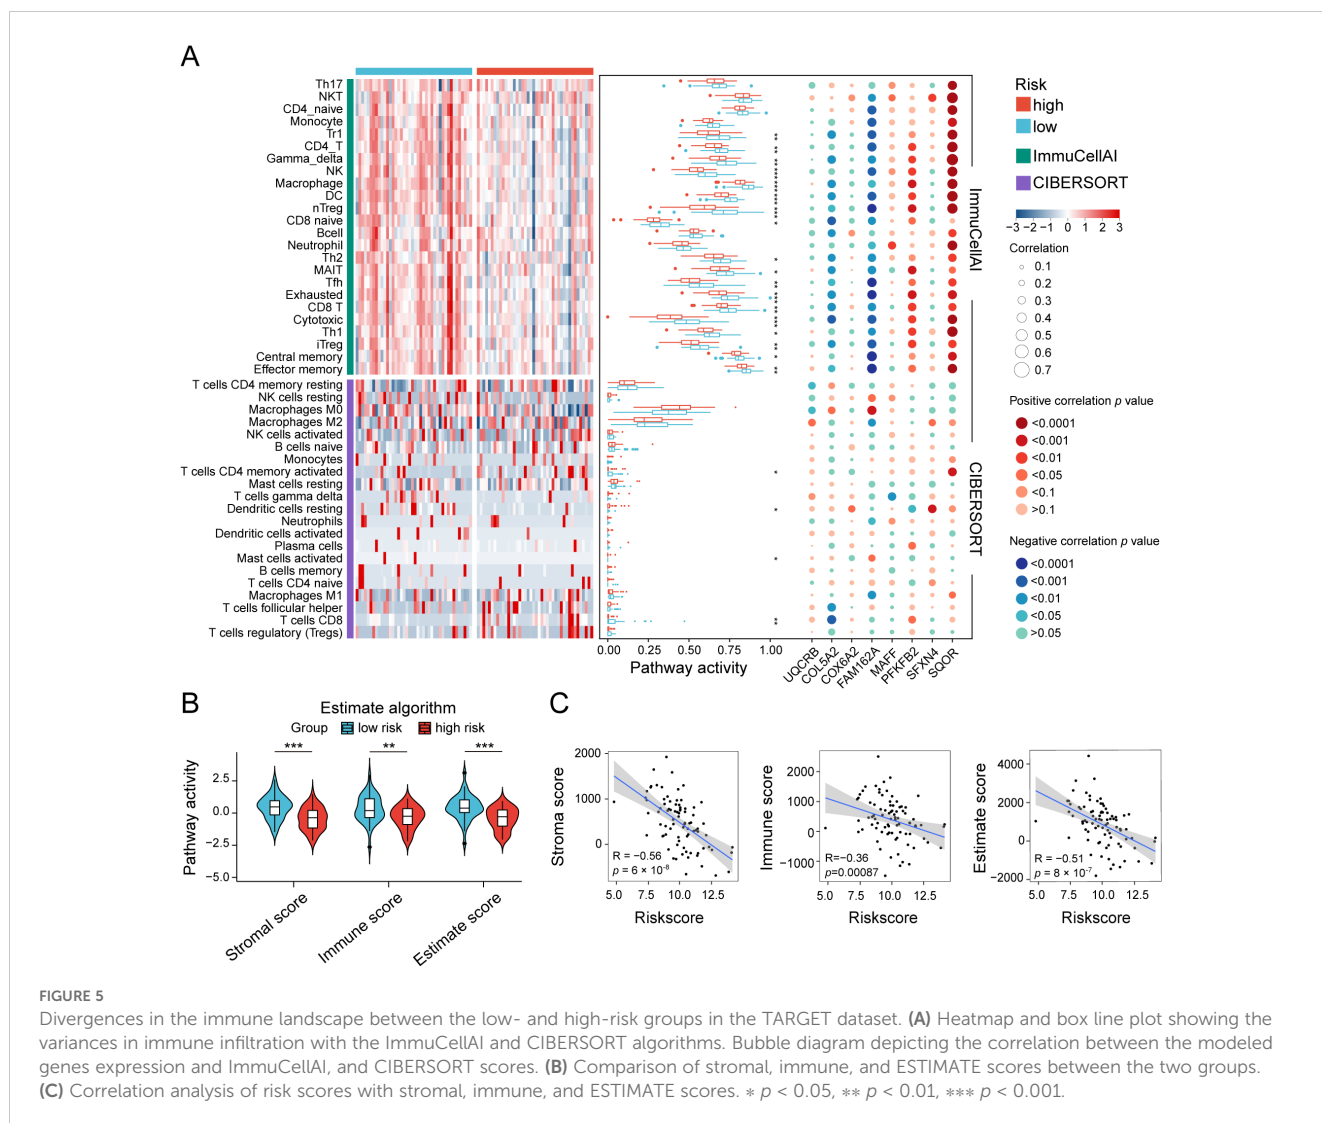 A
Th17
NKT
CD4_naive
Monocyte
Tr1
CD4_T
Gamma_delta
NK
Macrophage
DC
nTreg
CD8 naive
Bcell
Neutrophil
Th2
MAIT
Tfh
Exhausted
CD8 T
Cytotoxic
Th1
iTreg
Central memory
Effector memory
T cells CD4 memory resting
NK cells resting
Macrophages M0
Macrophages M2
NK cells activated
B cells naive
Monocytes
T cells CD4 memory activated
Mast cells resting
T cells gamma delta
Dendritic cells resting
Neutrophils
Dendritic cells activated
Plasma cells
Mast cells activated
B cells memory
T cells CD4 naive
Macrophages M1
T cells follicular helper
T cells CD8
T cells regulatory (Tregs)
0.00 0.25 0.50 0.75 1.00
Pathway activity
UQCRB COL5A2 COX6A2 FAM162A MAFF PFKFB2 SFXN4 SQOR
ImmuCellAI
CIBERSORT
Risk
high
low
ImmuCellAI
CIBERSORT
−3 −2 −1 0 1 2 3
Correlation
0.1
0.2
0.3
0.4
0.5
0.6
0.7
Positive correlation p value
<0.0001
<0.001
<0.01
<0.05
<0.1
>0.1
Negative correlation p value
<0.0001
<0.001
<0.01
<0.05
>0.05
B
Estimate algorithm
Group low risk high risk
*** ** ***
Pathway activity
2.5
0.0
−2.5
−5.0
Stromal score Immune score Estimate score
C
Stroma score
2000
1000
0
R = −0.56
p = 6 × 10⁻⁸
5.0 7.5 10.0 12.5
Riskscore
Immune score
2000
1000
0
−1000
R=−0.36
p=0.00087
5.0 7.5 10.0 12.5
Riskscore
Estimate score
4000
2000
0
−2000
R = −0.51
p = 8 × 10⁻⁷
5.0 7.5 10.0 12.5
Riskscore
FIGURE 5
Divergences in the immune landscape between the low- and high-risk groups in the TARGET dataset. (A) Heatmap and box line plot showing the
variances in immune infiltration with the ImmuCellAI and CIBERSORT algorithms. Bubble diagram depicting the correlation between the modeled
genes expression and ImmuCellAI, and CIBERSORT scores. (B) Comparison of stromal, immune, and ESTIMATE scores between the two groups.
(C) Correlation analysis of risk scores with stromal, immune, and ESTIMATE scores. * p < 0.05, ** p < 0.01, *** p < 0.001.